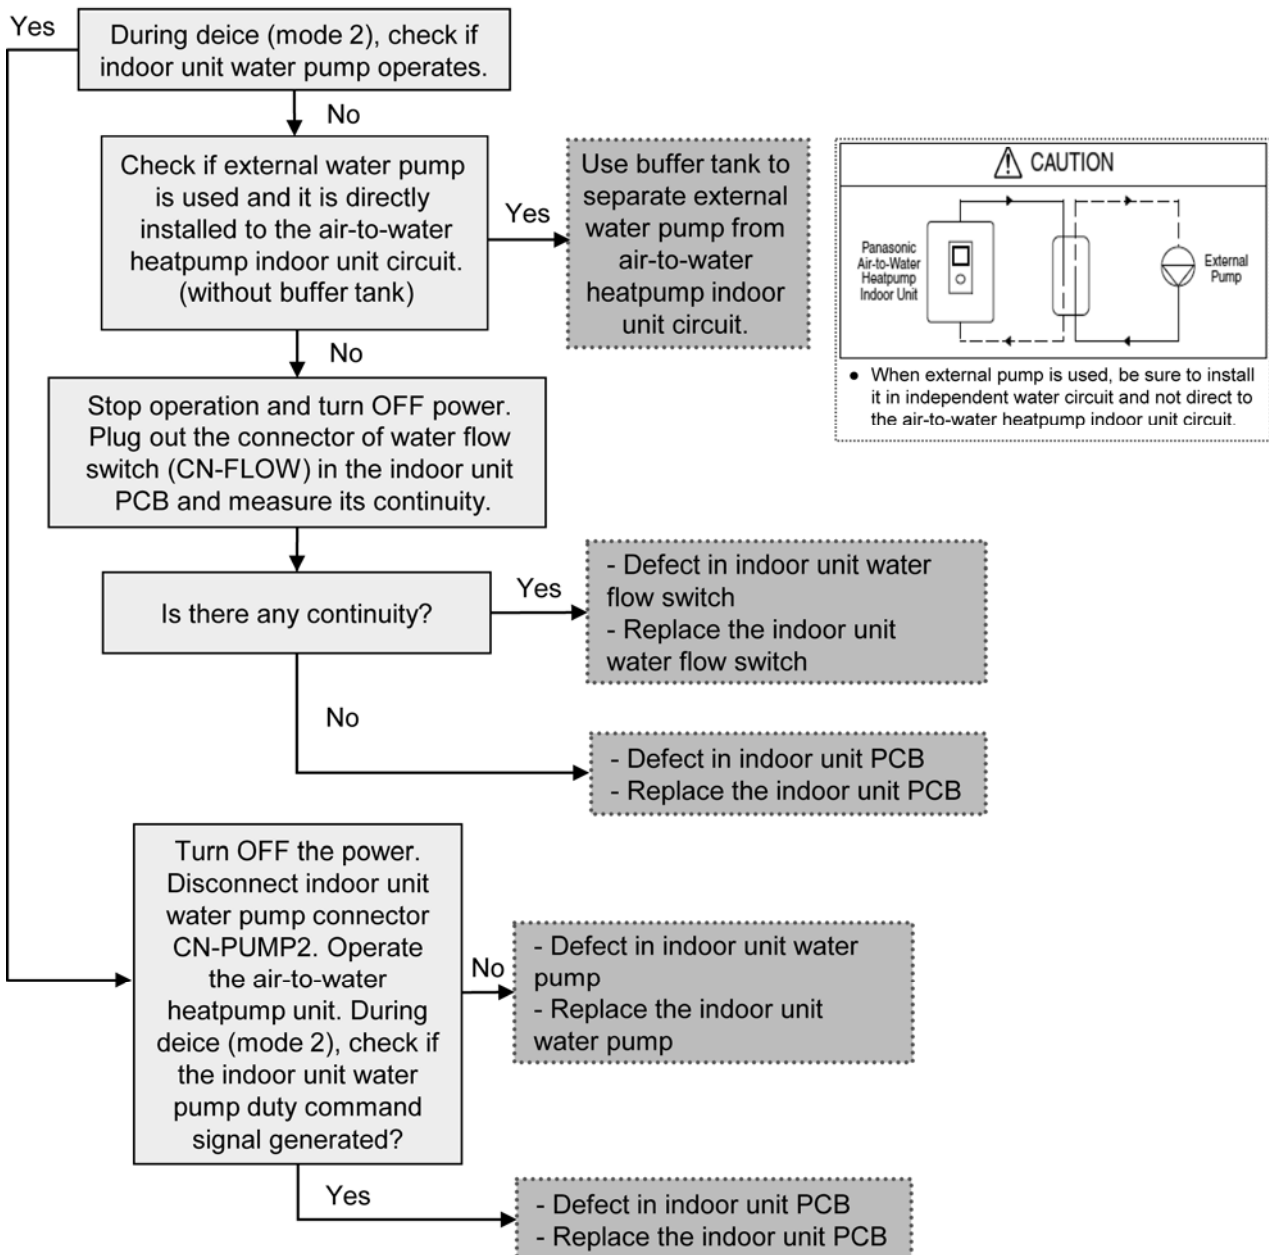 Yes
During deice (mode 2), check if
indoor unit water pump operates.
No
Check if external water pump
is used and it is directly
installed to the air-to-water
heatpump indoor unit circuit.
(without buffer tank)
Yes
Use buffer tank to
separate external
water pump from
air-to-water
heatpump indoor
unit circuit.
CAUTION
Panasonic
Air-to-Water
Heatpump
Indoor Unit
External
Pump
● When external pump is used, be sure to install
it in independent water circuit and not direct to
the air-to-water heatpump indoor unit circuit.
No
Stop operation and turn OFF power.
Plug out the connector of water flow
switch (CN-FLOW) in the indoor unit
PCB and measure its continuity.
Is there any continuity?
Yes
- Defect in indoor unit water
flow switch
- Replace the indoor unit
water flow switch
No
- Defect in indoor unit PCB
- Replace the indoor unit PCB
Turn OFF the power.
Disconnect indoor unit
water pump connector
CN-PUMP2. Operate
the air-to-water
heatpump unit. During
deice (mode 2), check if
the indoor unit water
pump duty command
signal generated?
No
- Defect in indoor unit water
pump
- Replace the indoor unit
water pump
Yes
- Defect in indoor unit PCB
- Replace the indoor unit PCB